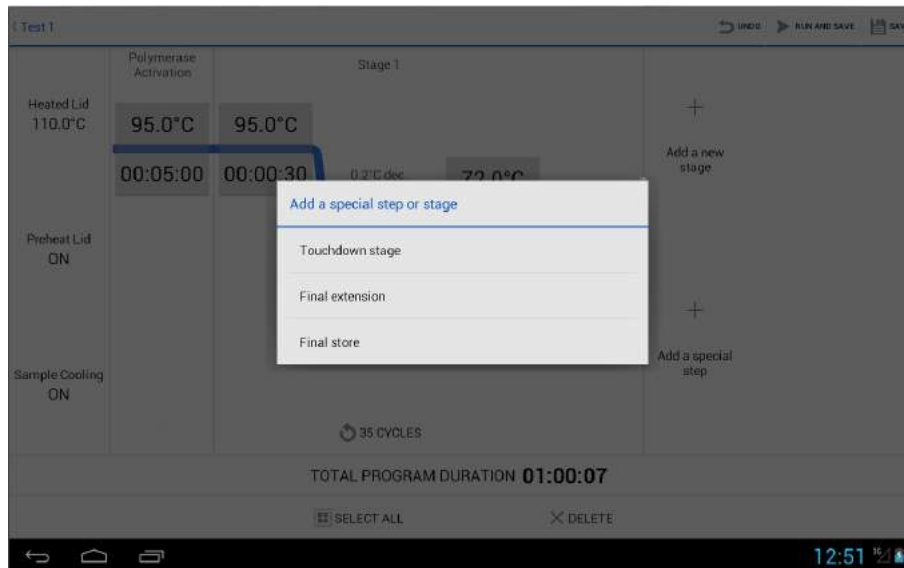 Test 1
UNDO
RUN AND SAVE
Polymerase
Activation
Stage 1
Heated Lid
110.0°C
95.0°C
95.0°C
Add a new
stage
00:05:00
00:00:30
0.2°C dec
72.0°C
Add a special step or stage
Touchdown stage
Preheat Lid
ON
Final extension
Final store
Add a special
step
Sample Cooling
ON
35 CYCLES
TOTAL PROGRAM DURATION 01:00:07
SELECT ALL
DELETE
12:51